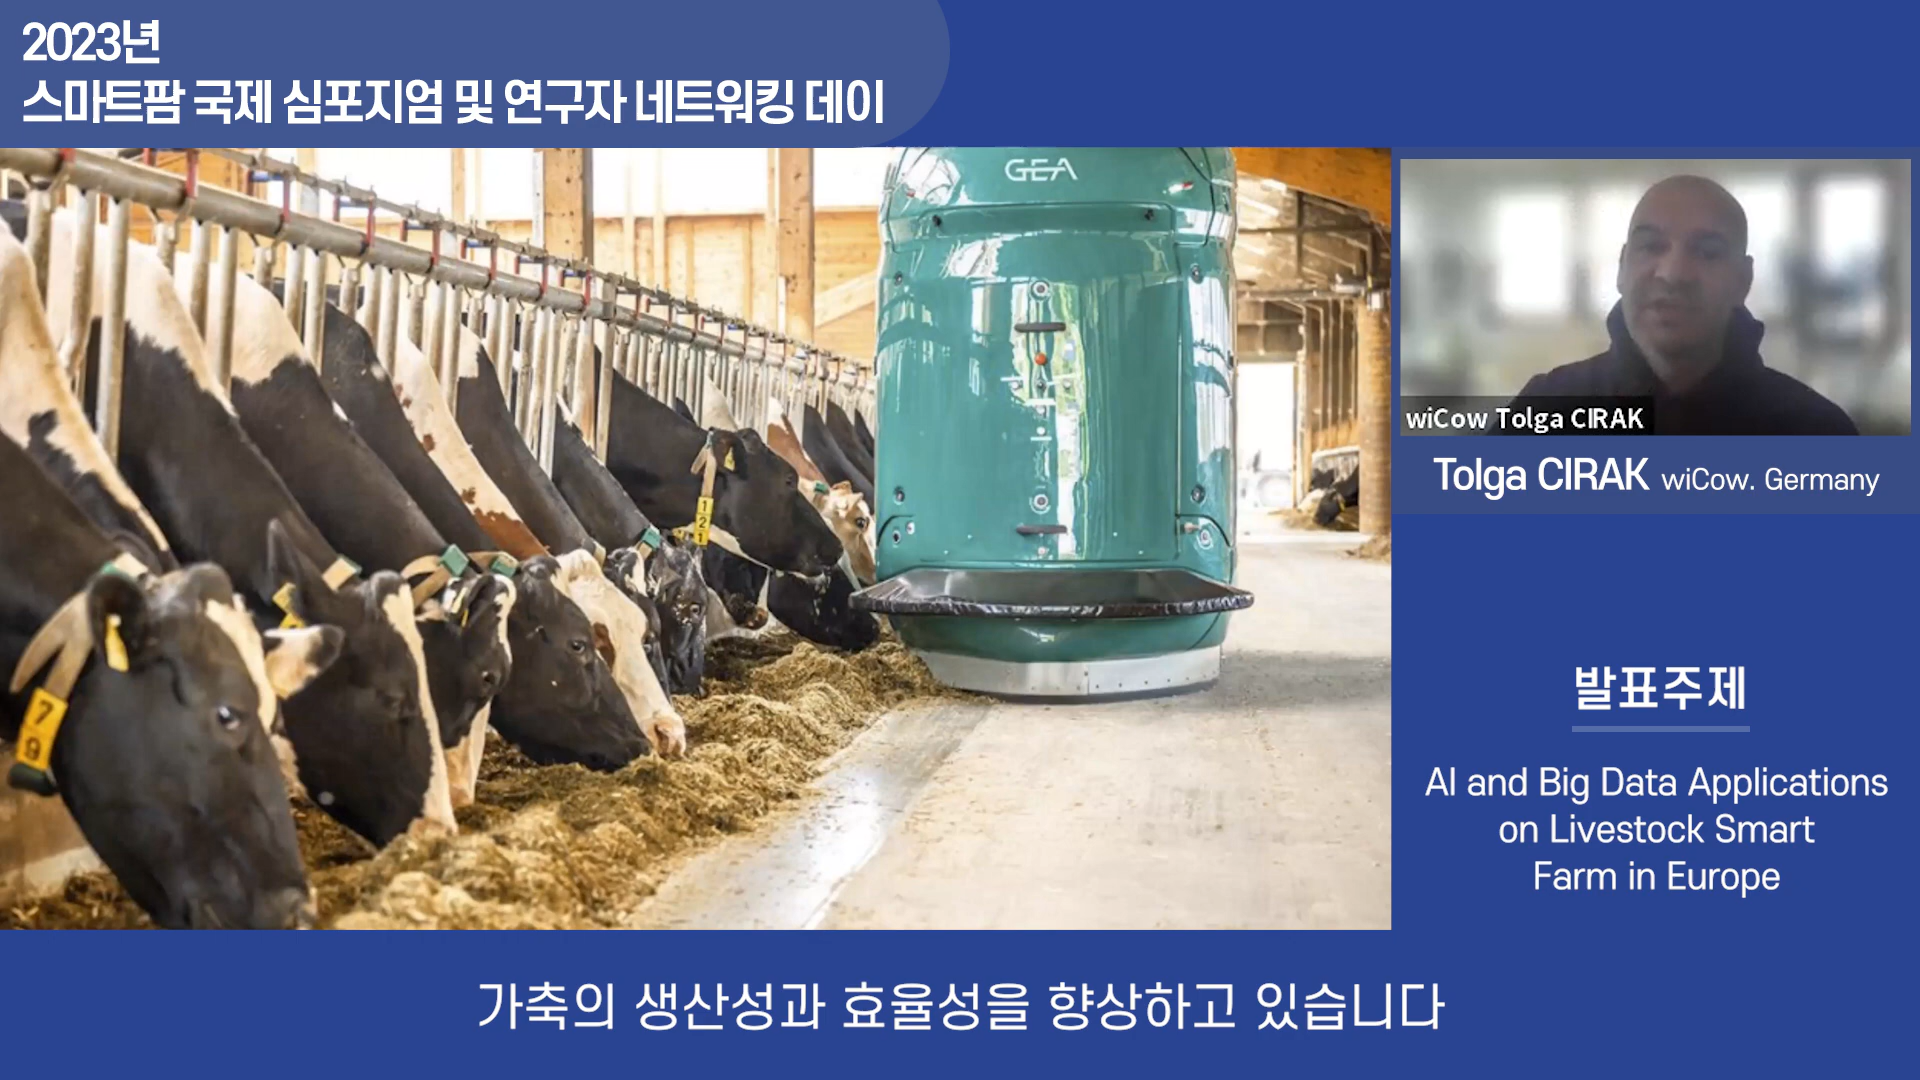 2023년
스마트팜 국제 심포지엄 및 연구자 네트워킹 데이
GEA
121
79
wiCow Tolga CIRAK
Tolga CIRAK wiCow. Germany
발표주제
AI and Big Data Applications
on Livestock Smart
Farm in Europe
가축의 생산성과 효율성을 향상하고 있습니다